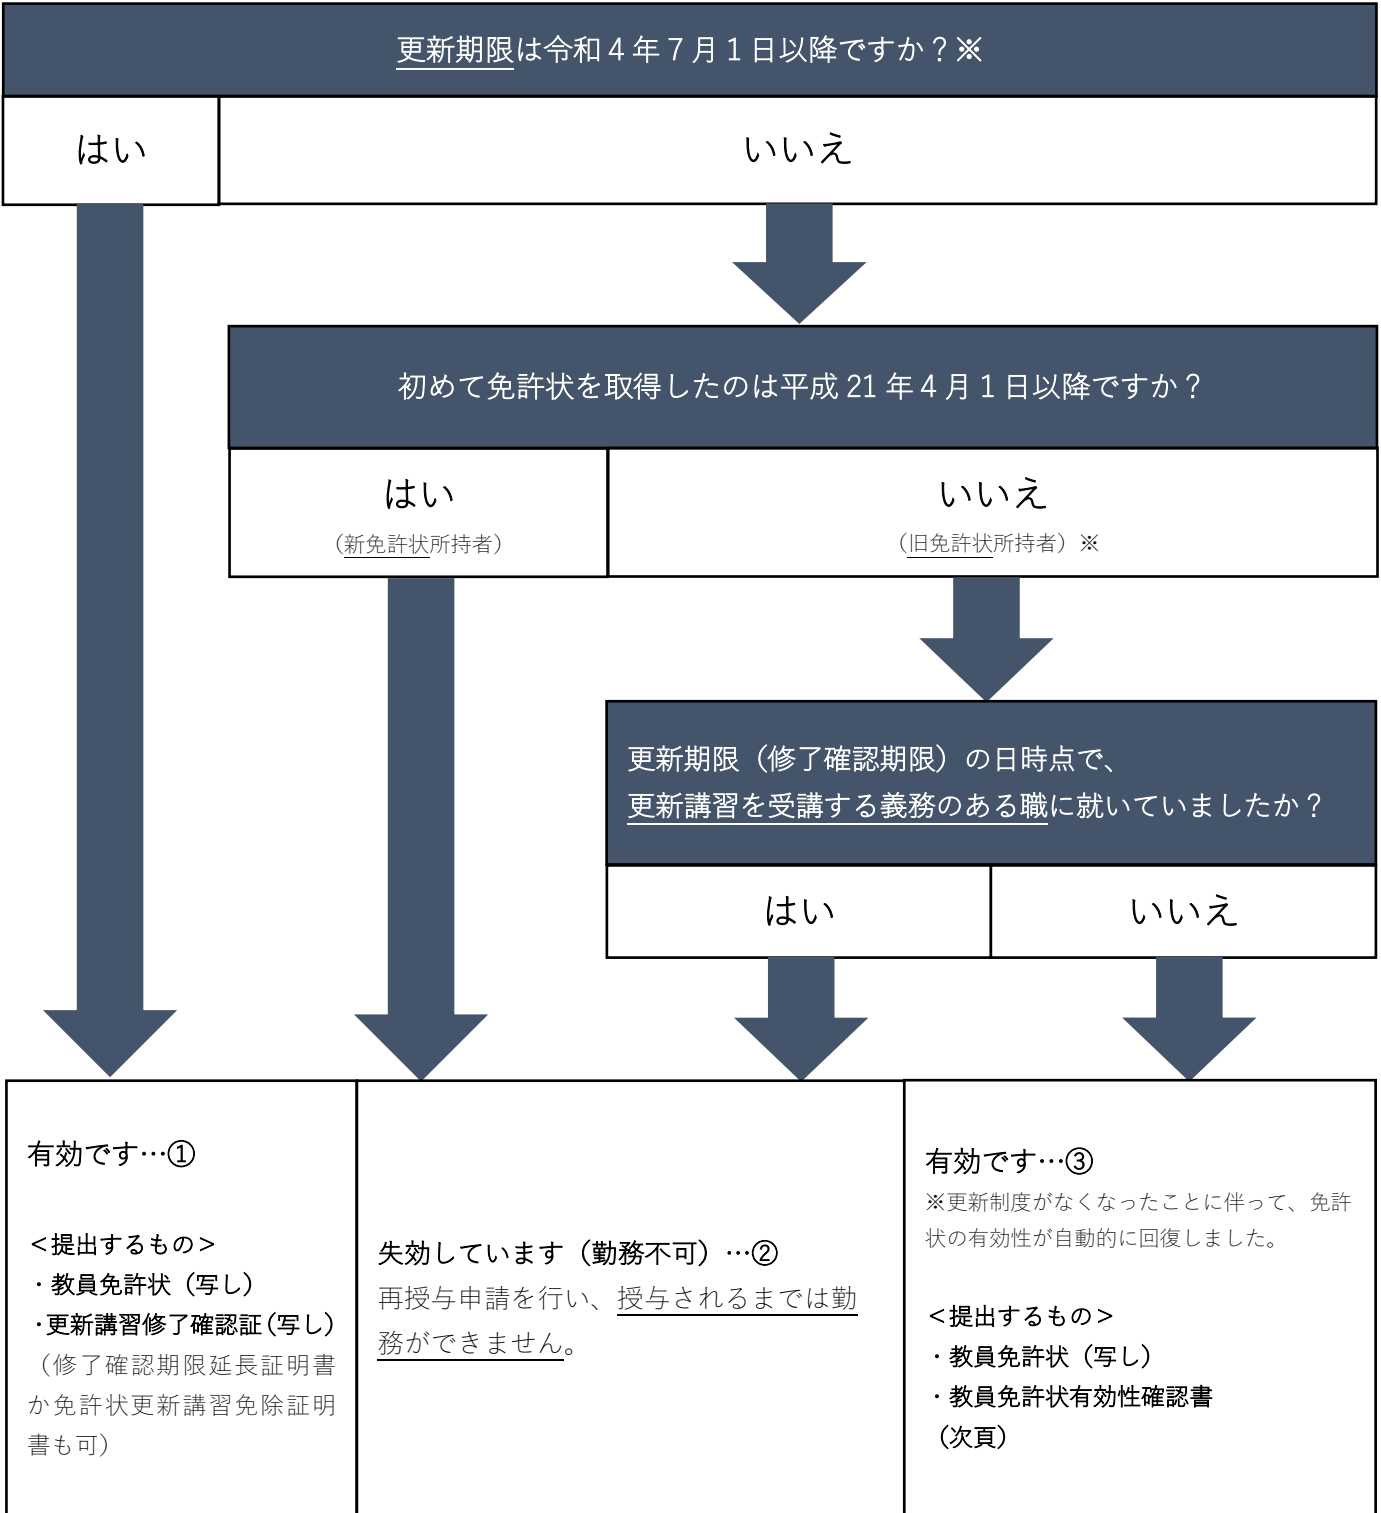 更新期限は令和４年７月１日以降ですか？※
はい
いいえ
初めて免許状を取得したのは平成 21 年４月１日以降ですか？
はい
（新免許状所持者）
いいえ
（旧免許状所持者）※
更新期限（修了確認期限）の日時点で、
更新講習を受講する義務のある職に就いていましたか？
はい
いいえ
有効です…①
＜提出するもの＞
・教員免許状（写し）
・更新講習修了確認証（写し）
（修了確認期限延長証明書
か免許状更新講習免除証明
書も可）
失効しています（勤務不可）…②
再授与申請を行い、授与されるまでは勤
務ができません。
有効です…③
※更新制度がなくなったことに伴って、免許
状の有効性が自動的に回復しました。
＜提出するもの＞
・教員免許状（写し）
・教員免許状有効性確認書
（次頁）